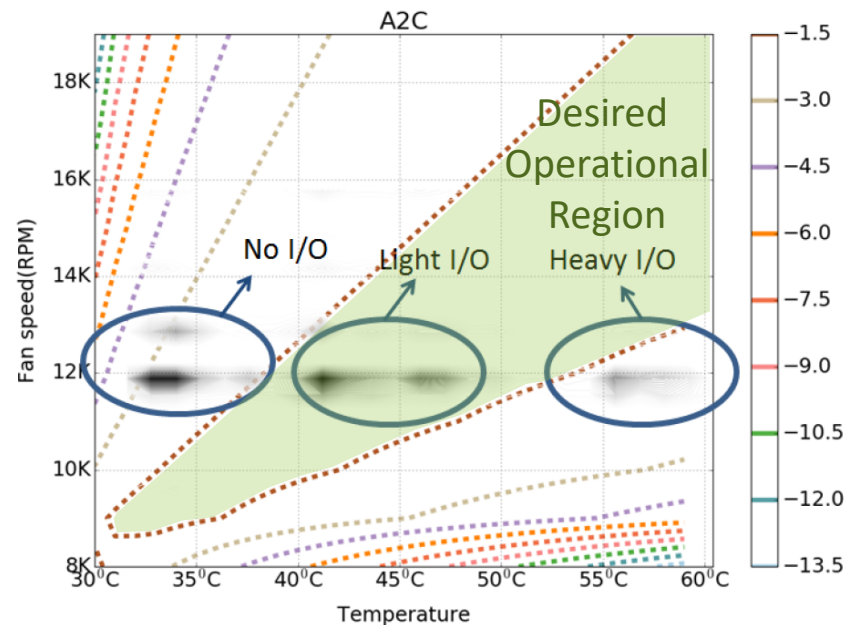 A2C
18K
16K
14K
12K
10K
8K
Fan speed(RPM)
Desired
Operational
Region
No I/O
Light I/O
Heavy I/O
30⁰C 35⁰C 40⁰C 45⁰C 50⁰C 55⁰C 60⁰C
Temperature
−1.5
−3.0
−4.5
−6.0
−7.5
−9.0
−10.5
−12.0
−13.5